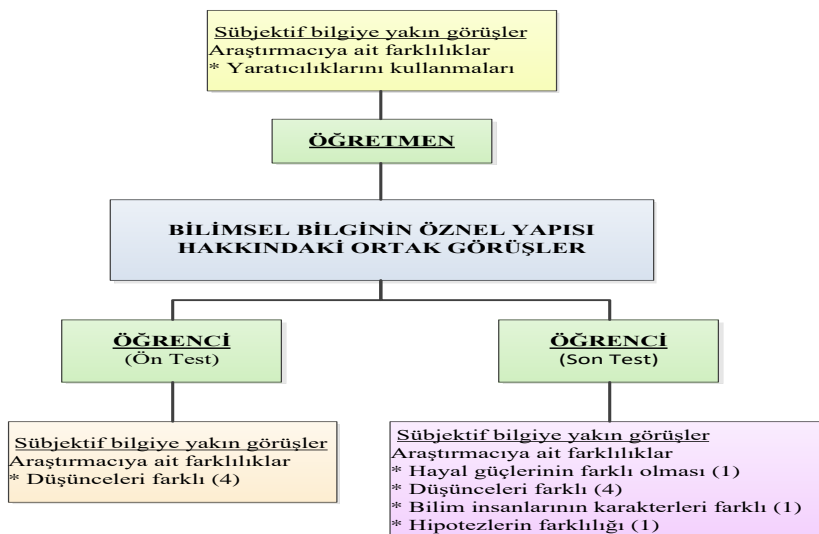 Sübjektif bilgiye yakın görüşler
Araştırmacıya ait farklılıklar
* Yaratıcılıklarını kullanmaları
ÖĞRETMEN
BİLİMSEL BİLGİNİN ÖZNEL YAPISI
HAKKINDAKİ ORTAK GÖRÜŞLER
ÖĞRENCİ
(Ön Test)
ÖĞRENCİ
(Son Test)
Sübjektif bilgiye yakın görüşler
Araştırmacıya ait farklılıklar
* Düşünceleri farklı (4)
Sübjektif bilgiye yakın görüşler
Araştırmacıya ait farklılıklar
* Hayal güçlerinin farklı olması (1)
* Düşünceleri farklı (4)
* Bilim insanlarının karakterleri farklı (1)
* Hipotezlerin farklılığı (1)